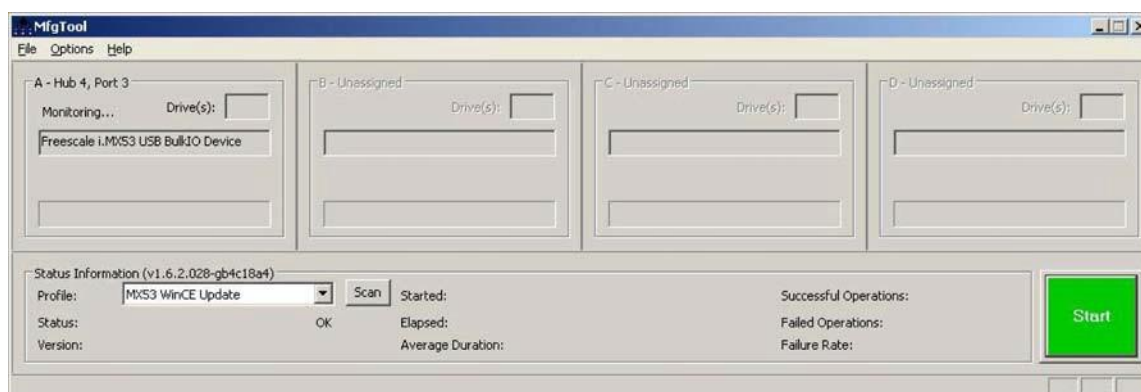 MfgTool
File Options Help
A - Hub 4, Port 3
Monitoring... Drive(s):
Freescale i.MX53 USB BulkIO Device
B - Unassigned
Drive(s):
C - Unassigned
Drive(s):
D - Unassigned
Drive(s):
Status Information (v1.6.2.028-gb4c18a4)
Profile: MX53 WinCE Update Scan Started: Successful Operations:
Status: OK Elapsed: Failed Operations:
Version: Average Duration: Failure Rate:
Start